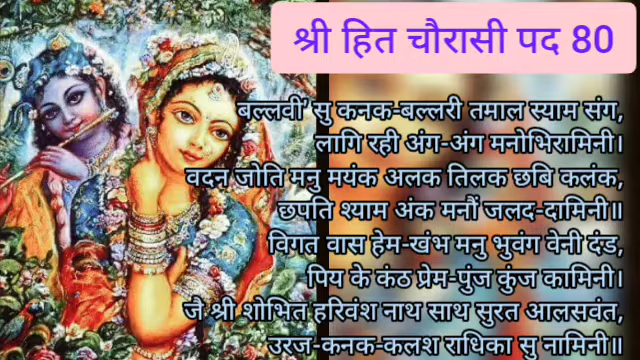 श्री हित चौरासी पद 80
बल्लवी' सु कनक-बल्लरी तमाल स्याम संग,
लागि रही अंग-अंग मनोभिरामिनी।
वदन जोति मनु मयंक अलक तिलक छबि कलंक,
छपति श्याम अंक मनौं जलद-दामिनी॥
विगत वास हेम-खंभ मनु भुवंग वेनी दंड,
पिय के कंठ प्रेम-पुंज कुंज कामिनी।
जै श्री शोभित हरिवंश नाथ साथ सुरत आलसवंत,
उरज-कनक-कलश राधिका सु नामिनी॥